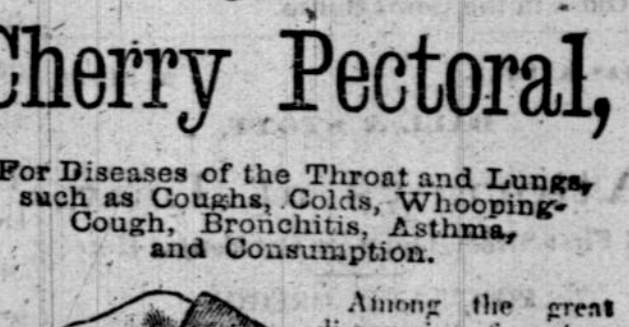 Cherry Pectoral,
For Diseases of the Throat and Lungs,
such as Coughs, Colds, Whooping-
Cough, Bronchitis, Asthma,
and Consumption.
Among the great